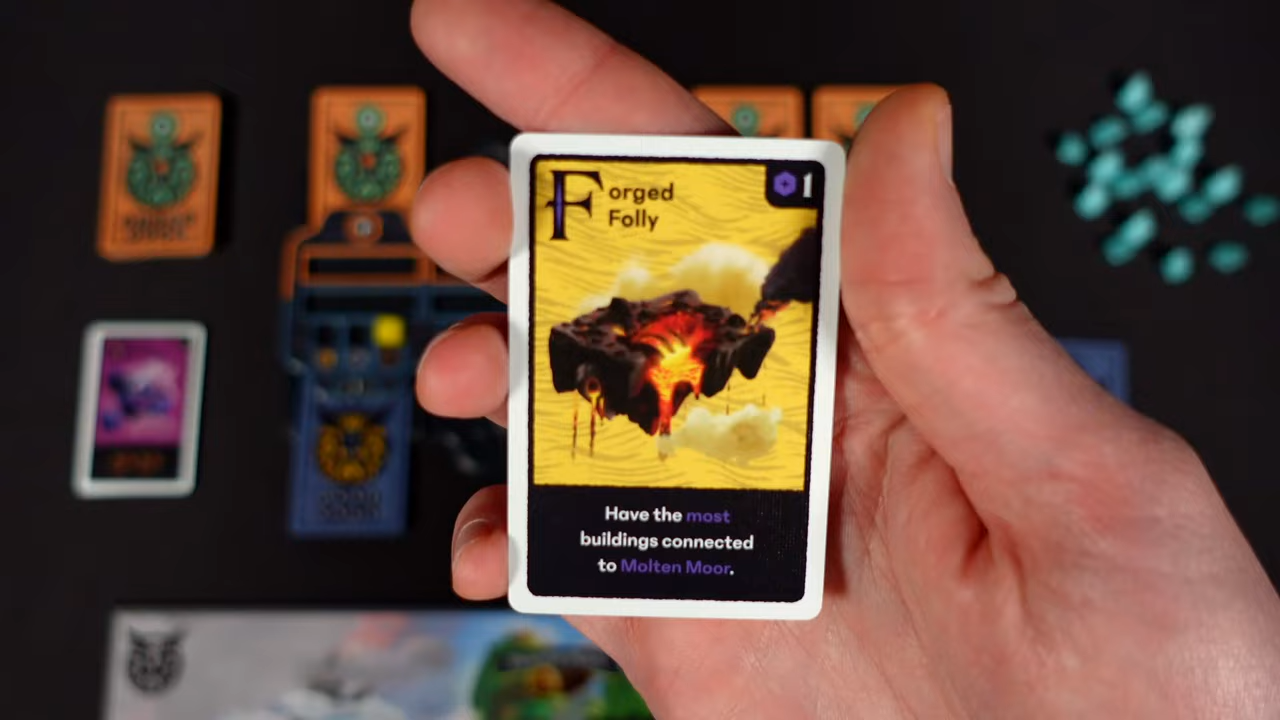 Forged
Folly
1
Have the most
buildings connected
to Molten Moor.